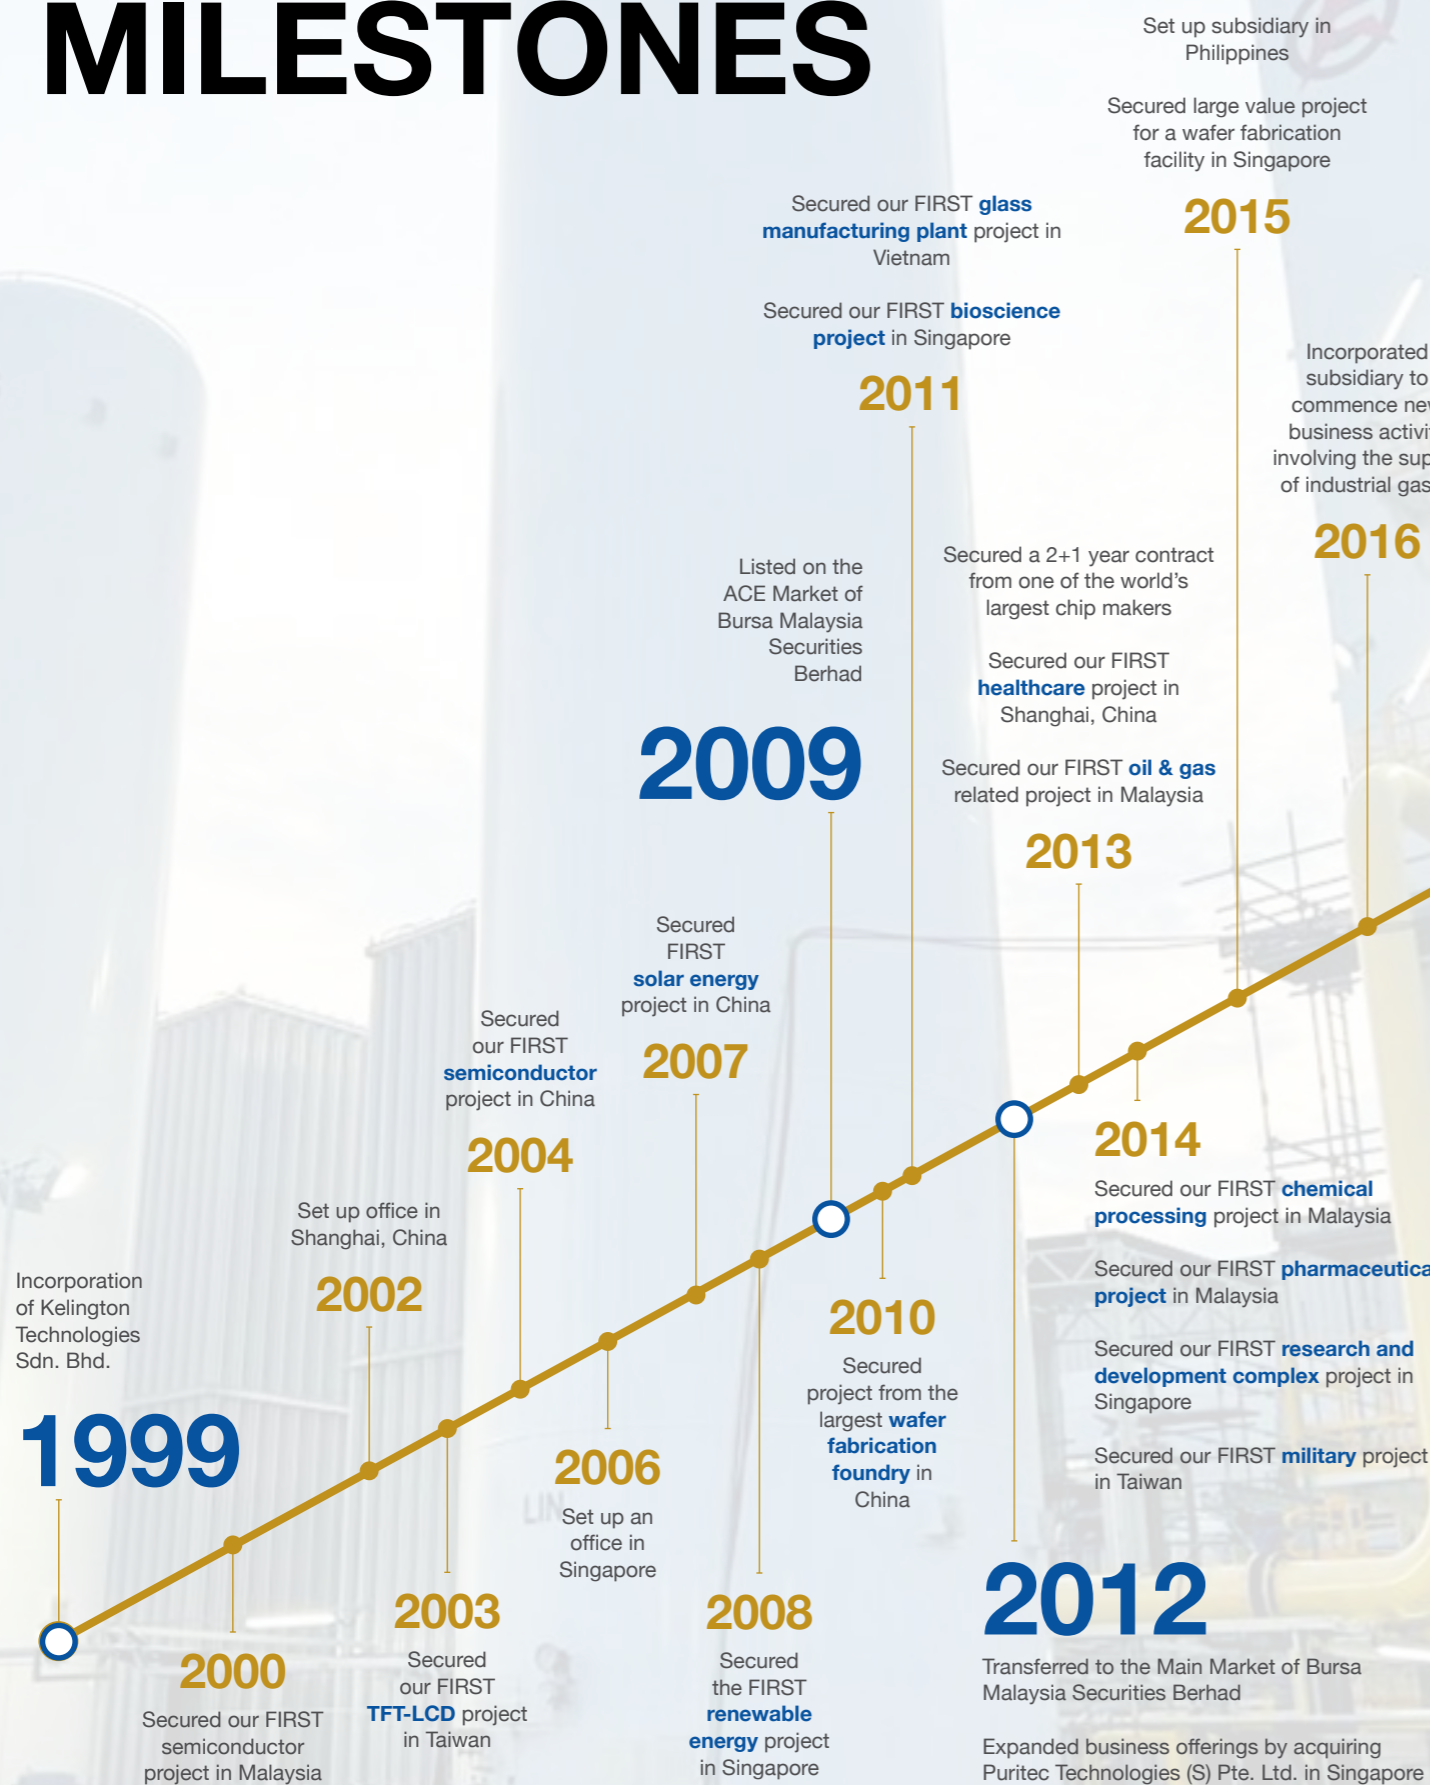 MILESTONES
Incorporation
of Kelington
Technologies
Sdn. Bhd.
1999
2000
Secured our FIRST
semiconductor
project in Malaysia
Set up office in
Shanghai, China
2002
2003
Secured
our FIRST
TFT-LCD project
in Taiwan
Secured
our FIRST
semiconductor
project in China
2004
2006
Set up an
office in
Singapore
Secured
FIRST
solar energy
project in China
2007
2008
Secured
the FIRST
renewable
energy project
in Singapore
Listed on the
ACE Market of
Bursa Malaysia
Securities
Berhad
2009
2010
Secured
project from the
largest wafer
fabrication
foundry in
China
Secured our FIRST glass
manufacturing plant project in
Vietnam
Secured our FIRST bioscience
project in Singapore
2011
2012
Transferred to the Main Market of Bursa
Malaysia Securities Berhad
Expanded business offerings by acquiring
Puritec Technologies (S) Pte. Ltd. in Singapore
Secured a 2+1 year contract
from one of the world's
largest chip makers
Secured our FIRST
healthcare project in
Shanghai, China
Secured our FIRST oil & gas
related project in Malaysia
2013
2014
Secured our FIRST chemical
processing project in Malaysia
Secured our FIRST
project in Malaysia
Secured our FIRST research and
development complex project in
Singapore
Secured our FIRST military project
in Taiwan
Set up subsidiary in
Philippines
Secured large value project
for a wafer fabrication
facility in Singapore
2015
Incorporated
subsidiary to
commence
business
involving the
of industrial
2016
LIN